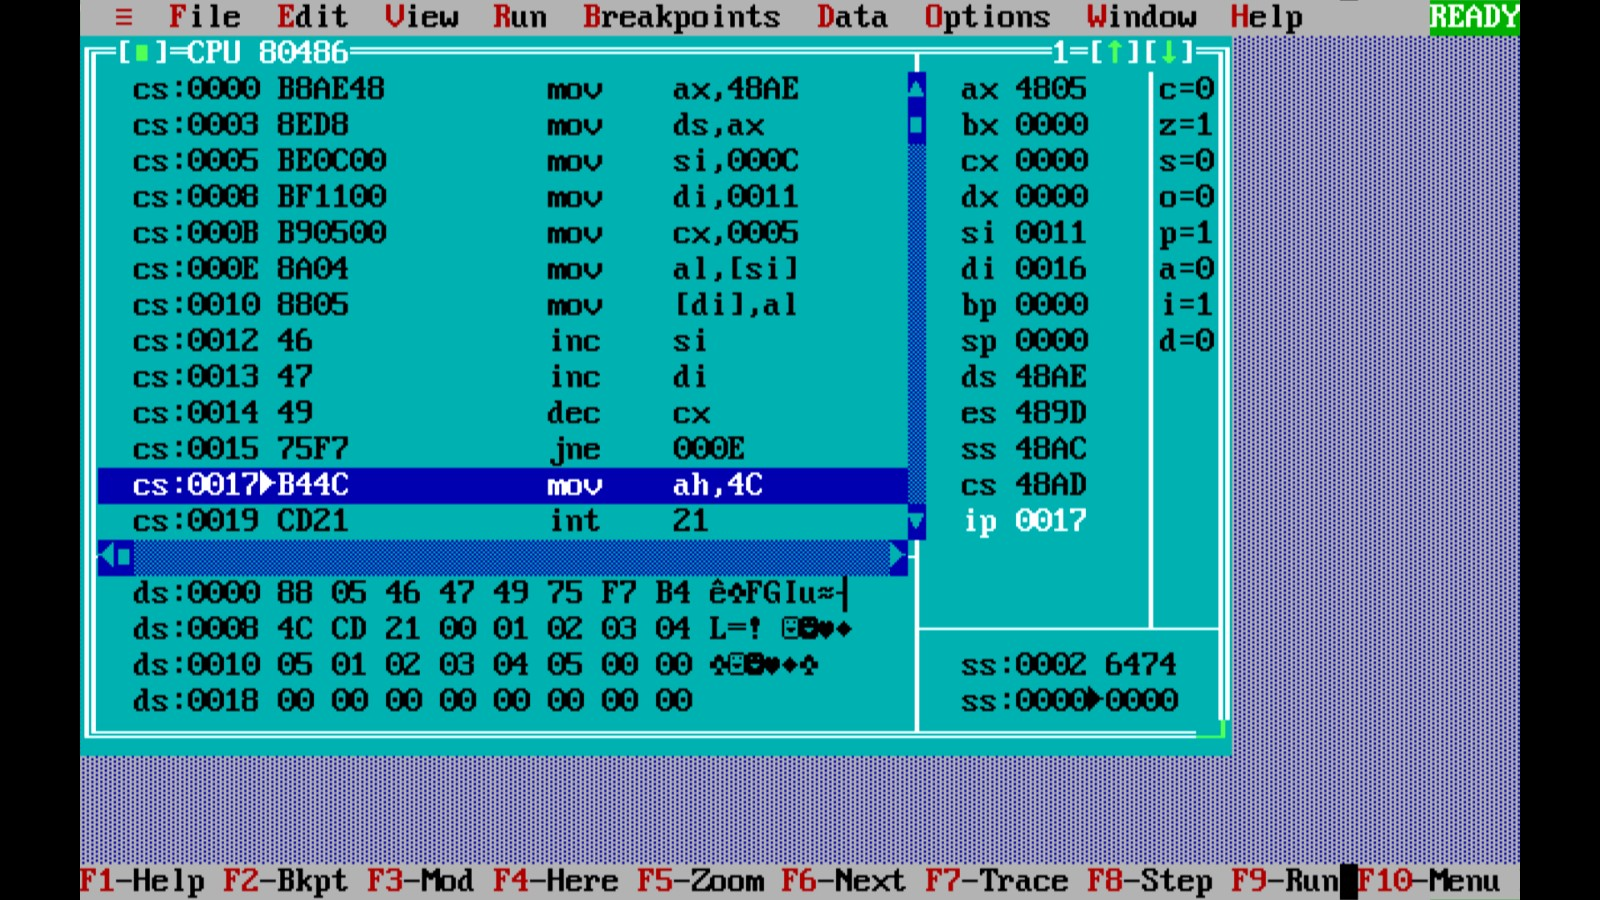 ≡ File Edit View Run Breakpoints Data Options Window Help READY
[■]=CPU 80486 1=[↑][↓]
cs:0000 B8AE48 mov ax,48AE
cs:0003 8ED8 mov ds,ax
cs:0005 BE0C00 mov si,000C
cs:0008 BF1100 mov di,0011
cs:000B B90500 mov cx,0005
cs:000E 8A04 mov al,[si]
cs:0010 8805 mov [di],al
cs:0012 46 inc si
cs:0013 47 inc di
cs:0014 49 dec cx
cs:0015 75F7 jne 000E
cs:0017►B44C mov ah,4C
cs:0019 CD21 int 21
ax 4805 c=0
bx 0000 z=1
cx 0000 s=0
dx 0000 o=0
si 0011 p=1
di 0016 a=0
bp 0000 i=1
sp 0000 d=0
ds 48AE
es 489D
ss 48AC
cs 48AD
ip 0017
ds:0000 88 05 46 47 49 75 F7 B4 ê♣FGIu≈┤
ds:0008 4C CD 21 00 01 02 03 04 L=! ☺☻♥♦
ds:0010 05 01 02 03 04 05 00 00 ♣☺☻♥♦♣
ds:0018 00 00 00 00 00 00 00 00
ss:0002 6474
ss:0000►0000
F1-Help F2-Bkpt F3-Mod F4-Here F5-Zoom F6-Next F7-Trace F8-Step F9-Run F10-Menu